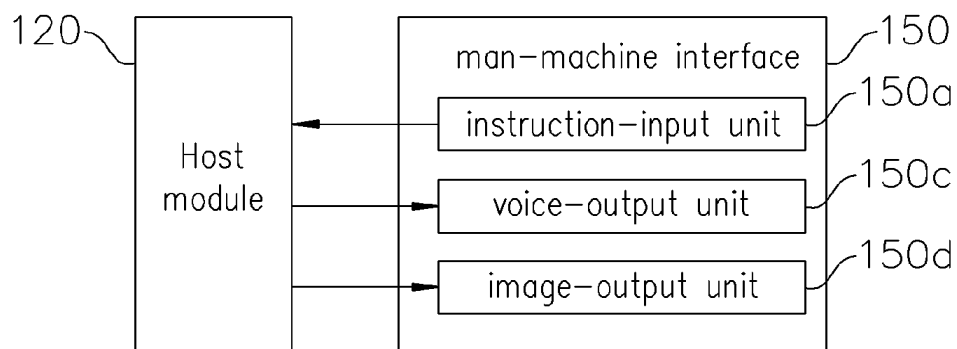 120
Host
module
man-machine interface
150
instruction-input unit
150a
voice-output unit
150c
image-output unit
150d